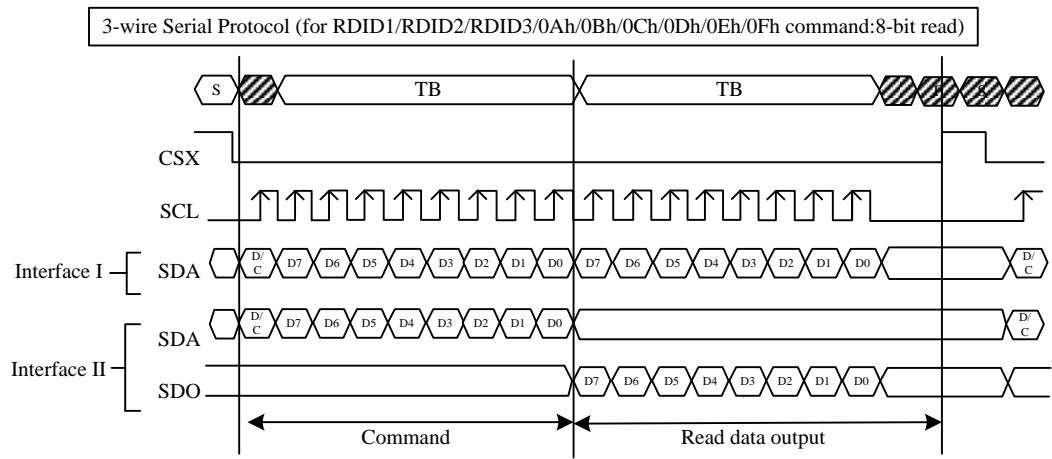 3-wire Serial Protocol (for RDID1/RDID2/RDID3/0Ah/0Bh/0Ch/0Dh/0Eh/0Fh command:8-bit read)
S TB TB S
CSX
SCL
Interface I SDA D/C D7 D6 D5 D4 D3 D2 D1 D0 D7 D6 D5 D4 D3 D2 D1 D0 D/C
SDA D/C D7 D6 D5 D4 D3 D2 D1 D0 D/C
Interface II
SDO D7 D6 D5 D4 D3 D2 D1 D0
Command Read data output